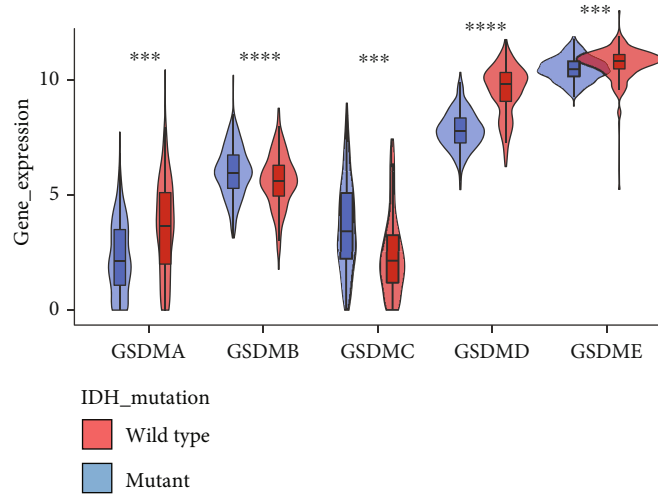 *** **** *** **** ***
10
5
0
Gene_expression
GSDMA GSDMB GSDMC GSDMD GSDME
IDH_mutation
Wild type
Mutant